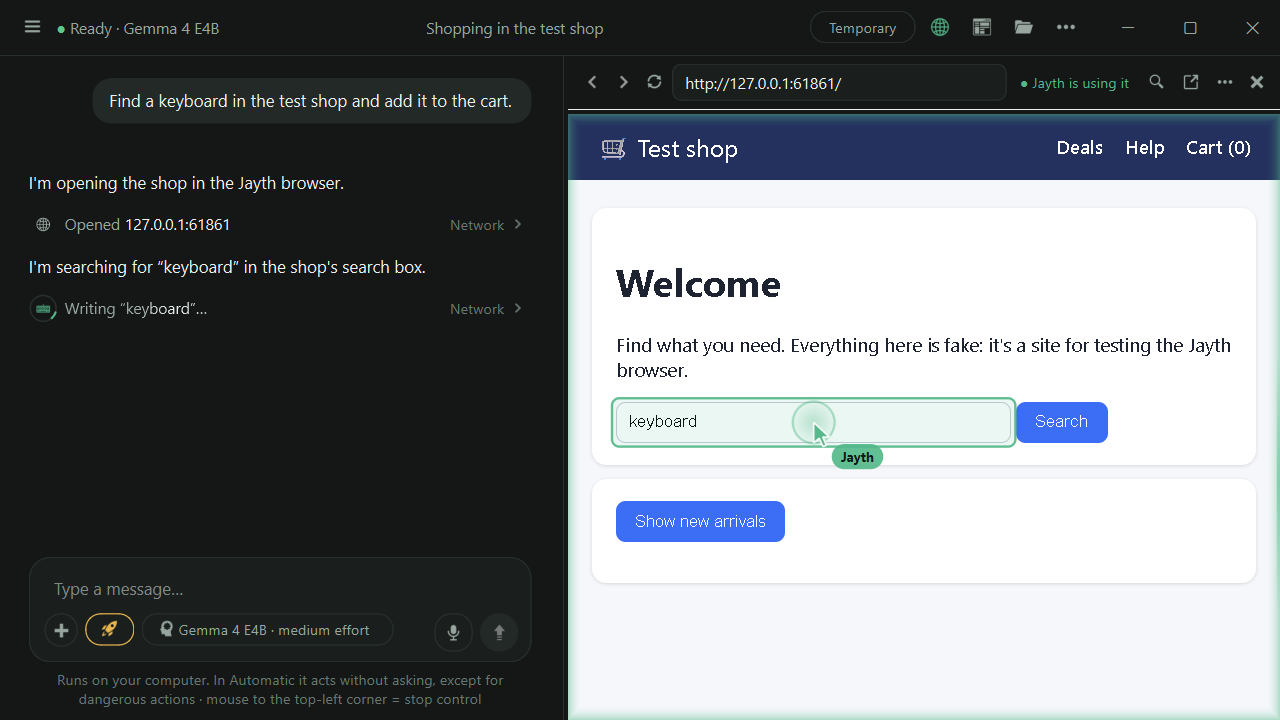 Ready · Gemma 4 E4B
Shopping in the test shop
Temporary
Find a keyboard in the test shop and add it to the cart.
I'm opening the shop in the Jayth browser.
Opened 127.0.0.1:61861
Network
I'm searching for “keyboard” in the shop's search box.
Writing “keyboard”...
Network
Type a message...
Gemma 4 E4B · medium effort
Runs on your computer. In Automatic it acts without asking, except for
dangerous actions · mouse to the top-left corner = stop control
http://127.0.0.1:61861/
Jayth is using it
Test shop
Deals
Help
Cart (0)
Welcome
Find what you need. Everything here is fake: it's a site for testing the Jayth
browser.
keyboard
Search
Jayth
Show new arrivals